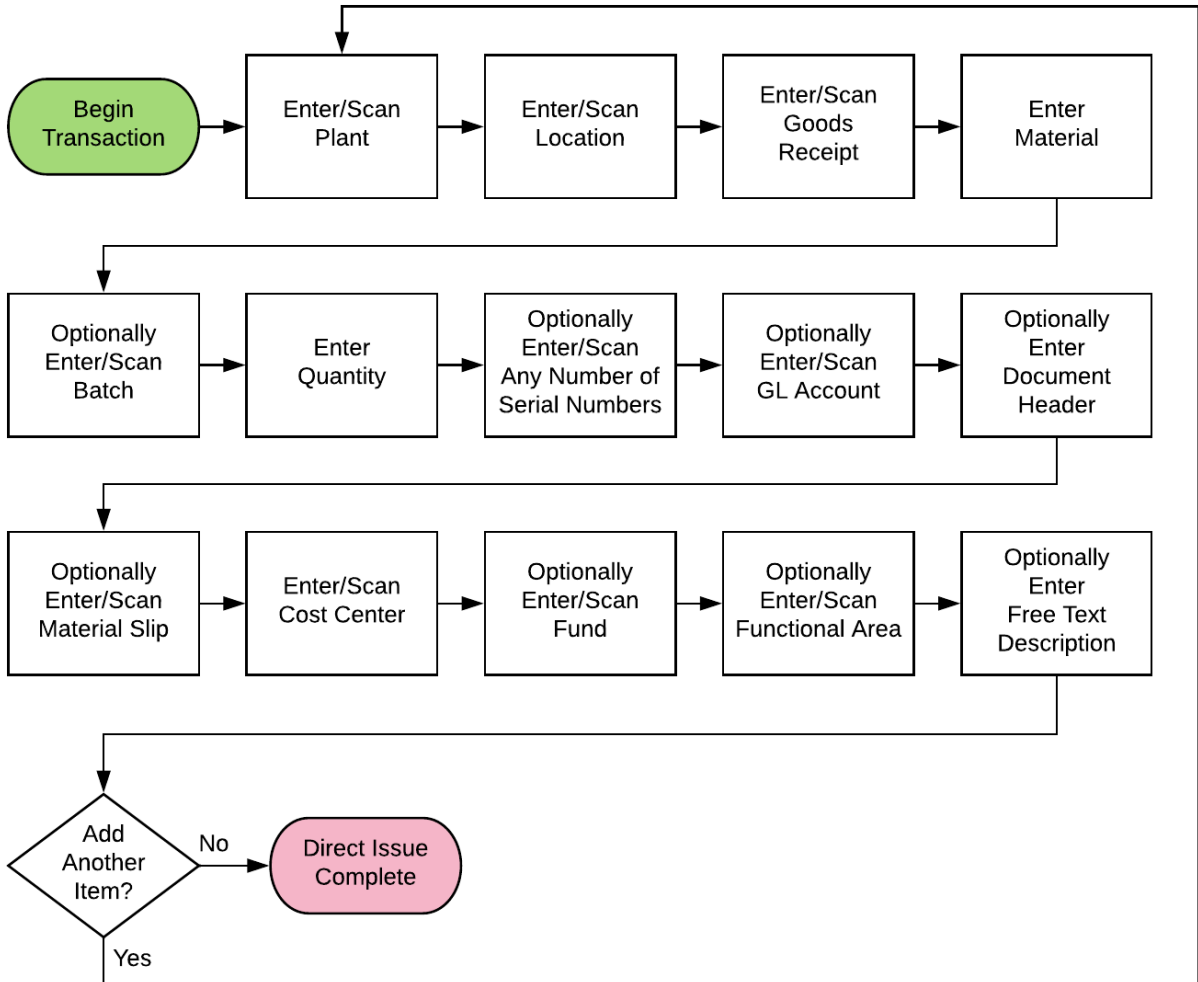 Begin
Transaction
Enter/Scan
Plant
Enter/Scan
Location
Enter/Scan
Goods
Receipt
Enter
Material
Optionally
Enter/Scan
Batch
Enter
Quantity
Optionally
Enter/Scan
Any Number of
Serial Numbers
Optionally
Enter/Scan
GL Account
Optionally
Enter
Document
Header
Optionally
Enter/Scan
Material Slip
Enter/Scan
Cost Center
Optionally
Enter/Scan
Fund
Optionally
Enter/Scan
Functional Area
Optionally
Enter
Free Text
Description
Add
Another
Item?
No
Direct Issue
Complete
Yes